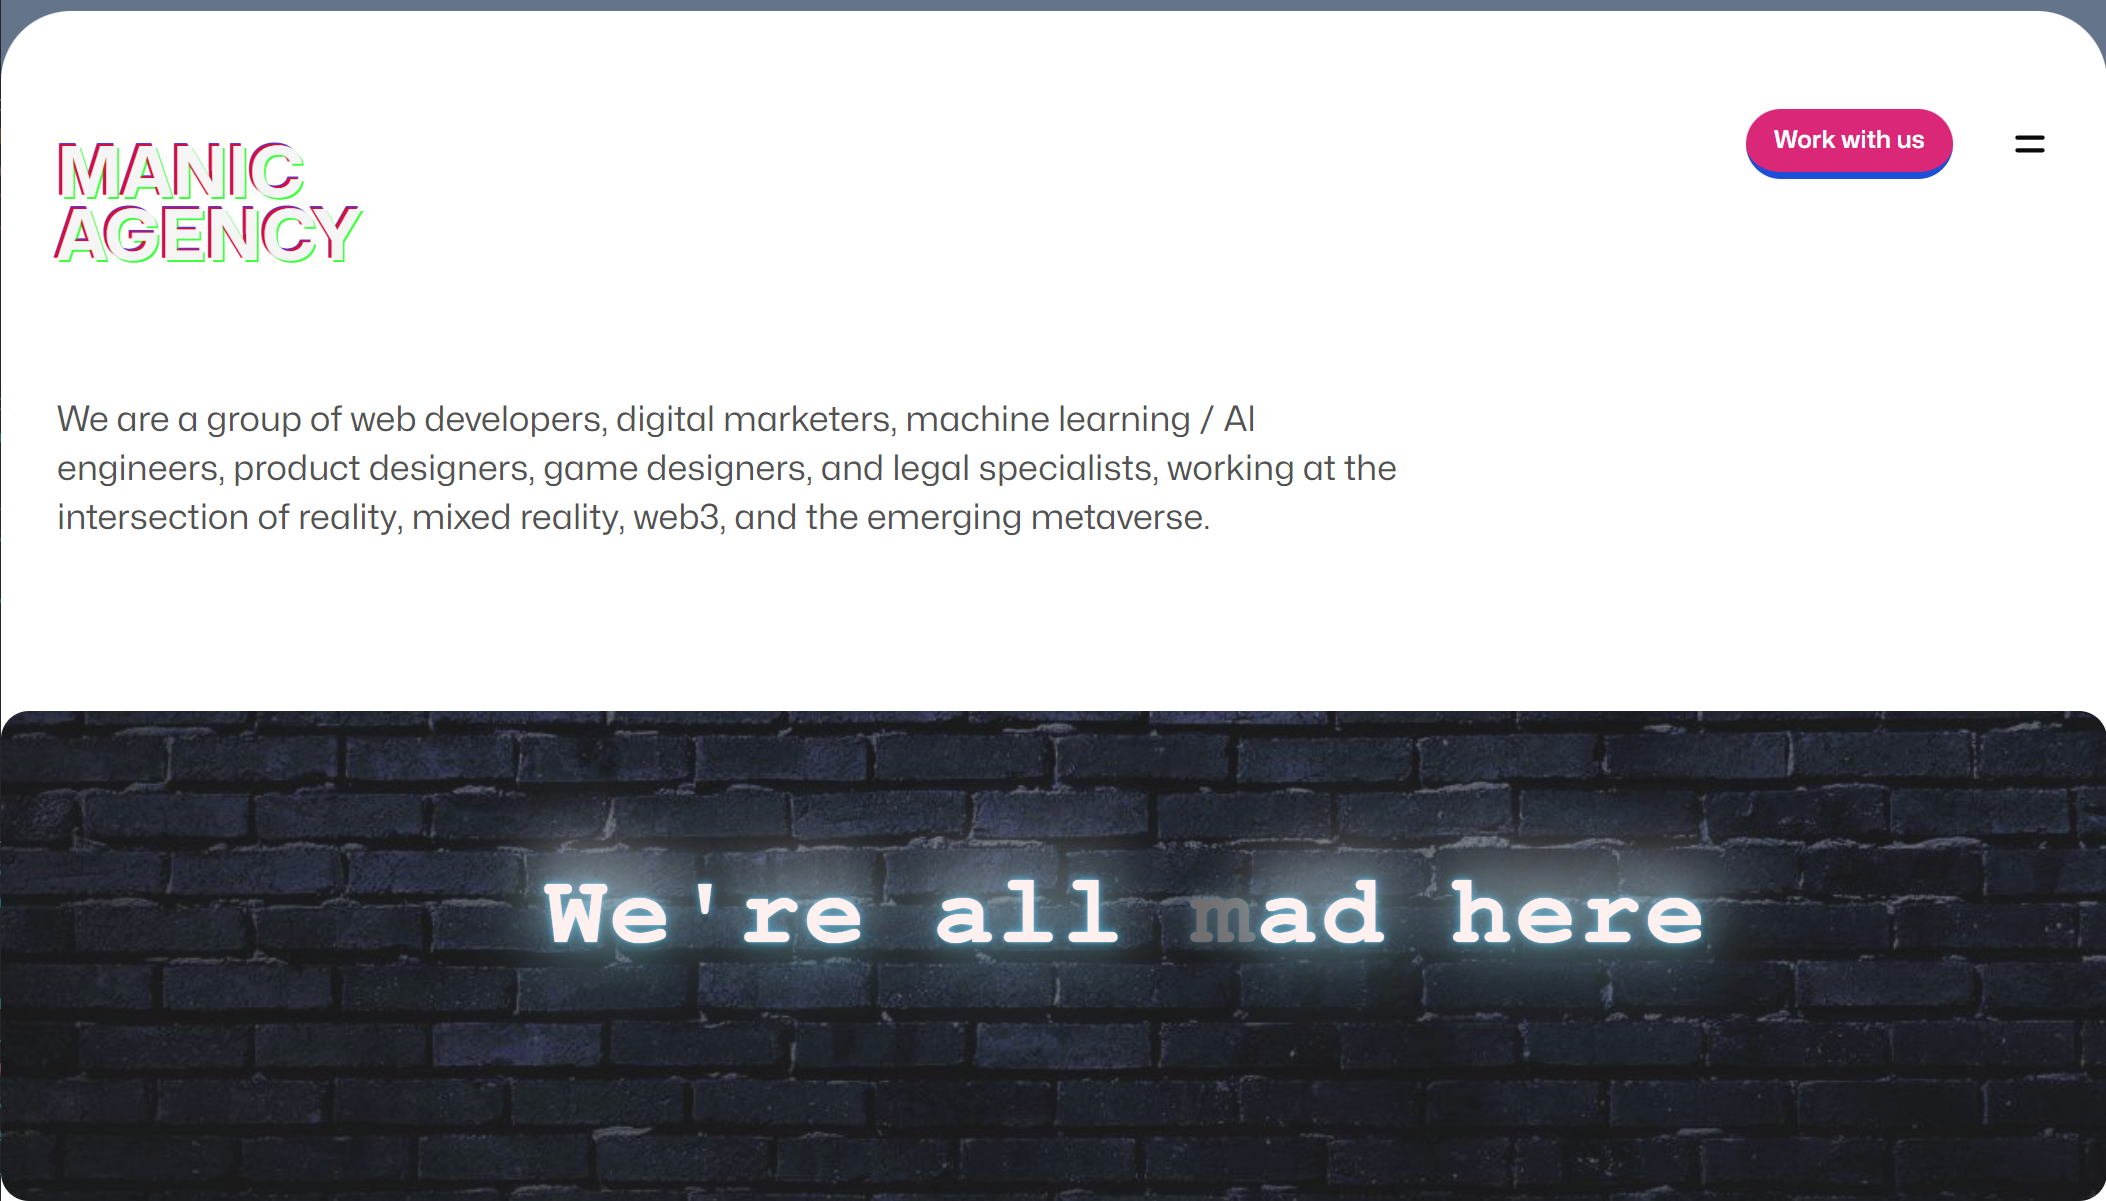 MANIC
AGENCY
Work with us
We are a group of web developers, digital marketers, machine learning / AI
engineers, product designers, game designers, and legal specialists, working at the
intersection of reality, mixed reality, web3, and the emerging metaverse.
We're all mad here